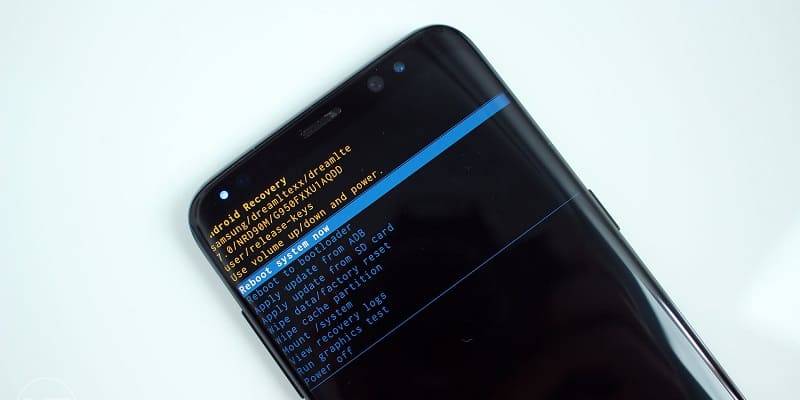 Android Recovery
samsung/dreamltexx/dreamlte
7.0/NRD90M/G950FXXU1AQDD
user/release-keys
Use volume up/down and power.
Reboot system now
Reboot to bootloader
Apply update from ADB
Apply update from SD card
Wipe data/factory reset
Wipe cache partition
Mount /system
View recovery logs
Run graphics test
Power off